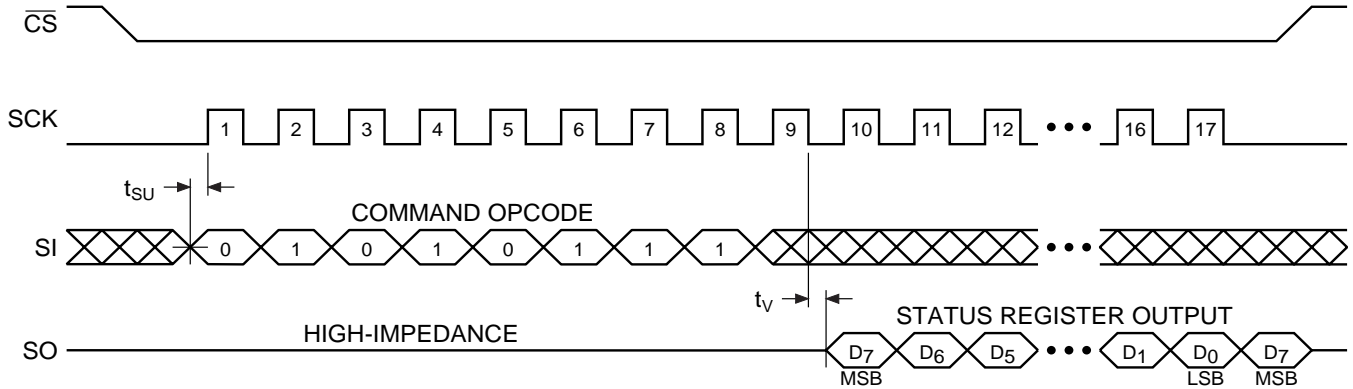 CS
SCK
1 2 3 4 5 6 7 8 9 10 11 12 ••• 16 17
tSU
COMMAND OPCODE
SI
0 1 0 1 0 1 1 1 •••
tV
HIGH-IMPEDANCE
STATUS REGISTER OUTPUT
SO
D7 D6 D5 ••• D1 D0 D7
MSB LSB MSB